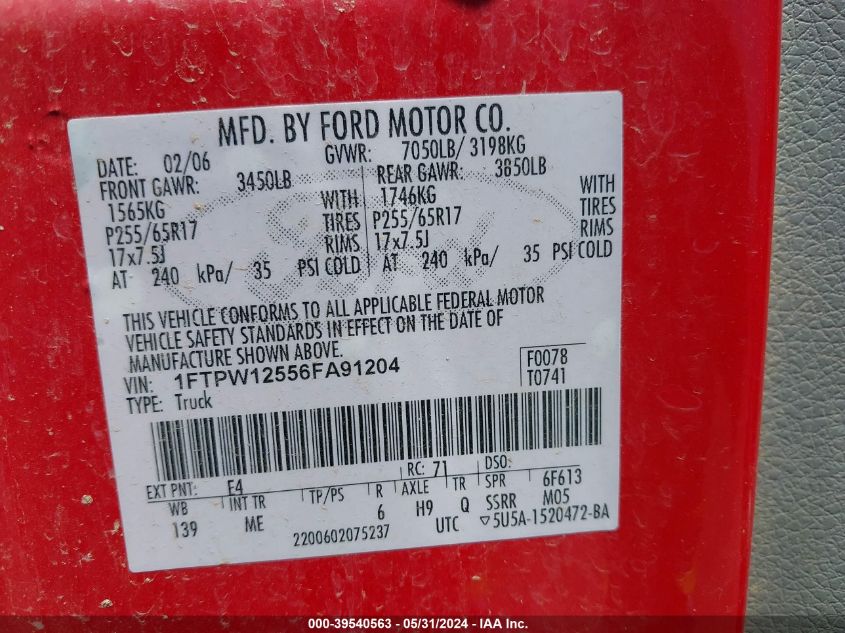 MFD. BY FORD MOTOR CO.
DATE: 02/06 GVWR: 7050LB/ 3198KG
FRONT GAWR: 3450LB REAR GAWR: 3850LB
1565KG WITH 1746KG WITH
P255/65R17 TIRES P255/65R17 TIRES
17x7.5J RIMS 17x7.5J RIMS
AT 240 kPa/ 35 PSI COLD AT 240 kPa/ 35 PSI COLD
THIS VEHICLE CONFORMS TO ALL APPLICABLE FEDERAL MOTOR
VEHICLE SAFETY STANDARDS IN EFFECT ON THE DATE OF
MANUFACTURE SHOWN ABOVE.
VIN: 1FTPW12556FA91204 F0078
TYPE: Truck T0741
EXT PNT: E4 RC: 71 DSO:
WB INT TR TP/PS R AXLE TR SPR 6F613
139 ME 6 H9 Q SSRR M05
2200602075237 UTC ▽5U5A-1520472-BA
000-39540563 - 05/31/2024 - IAA Inc.